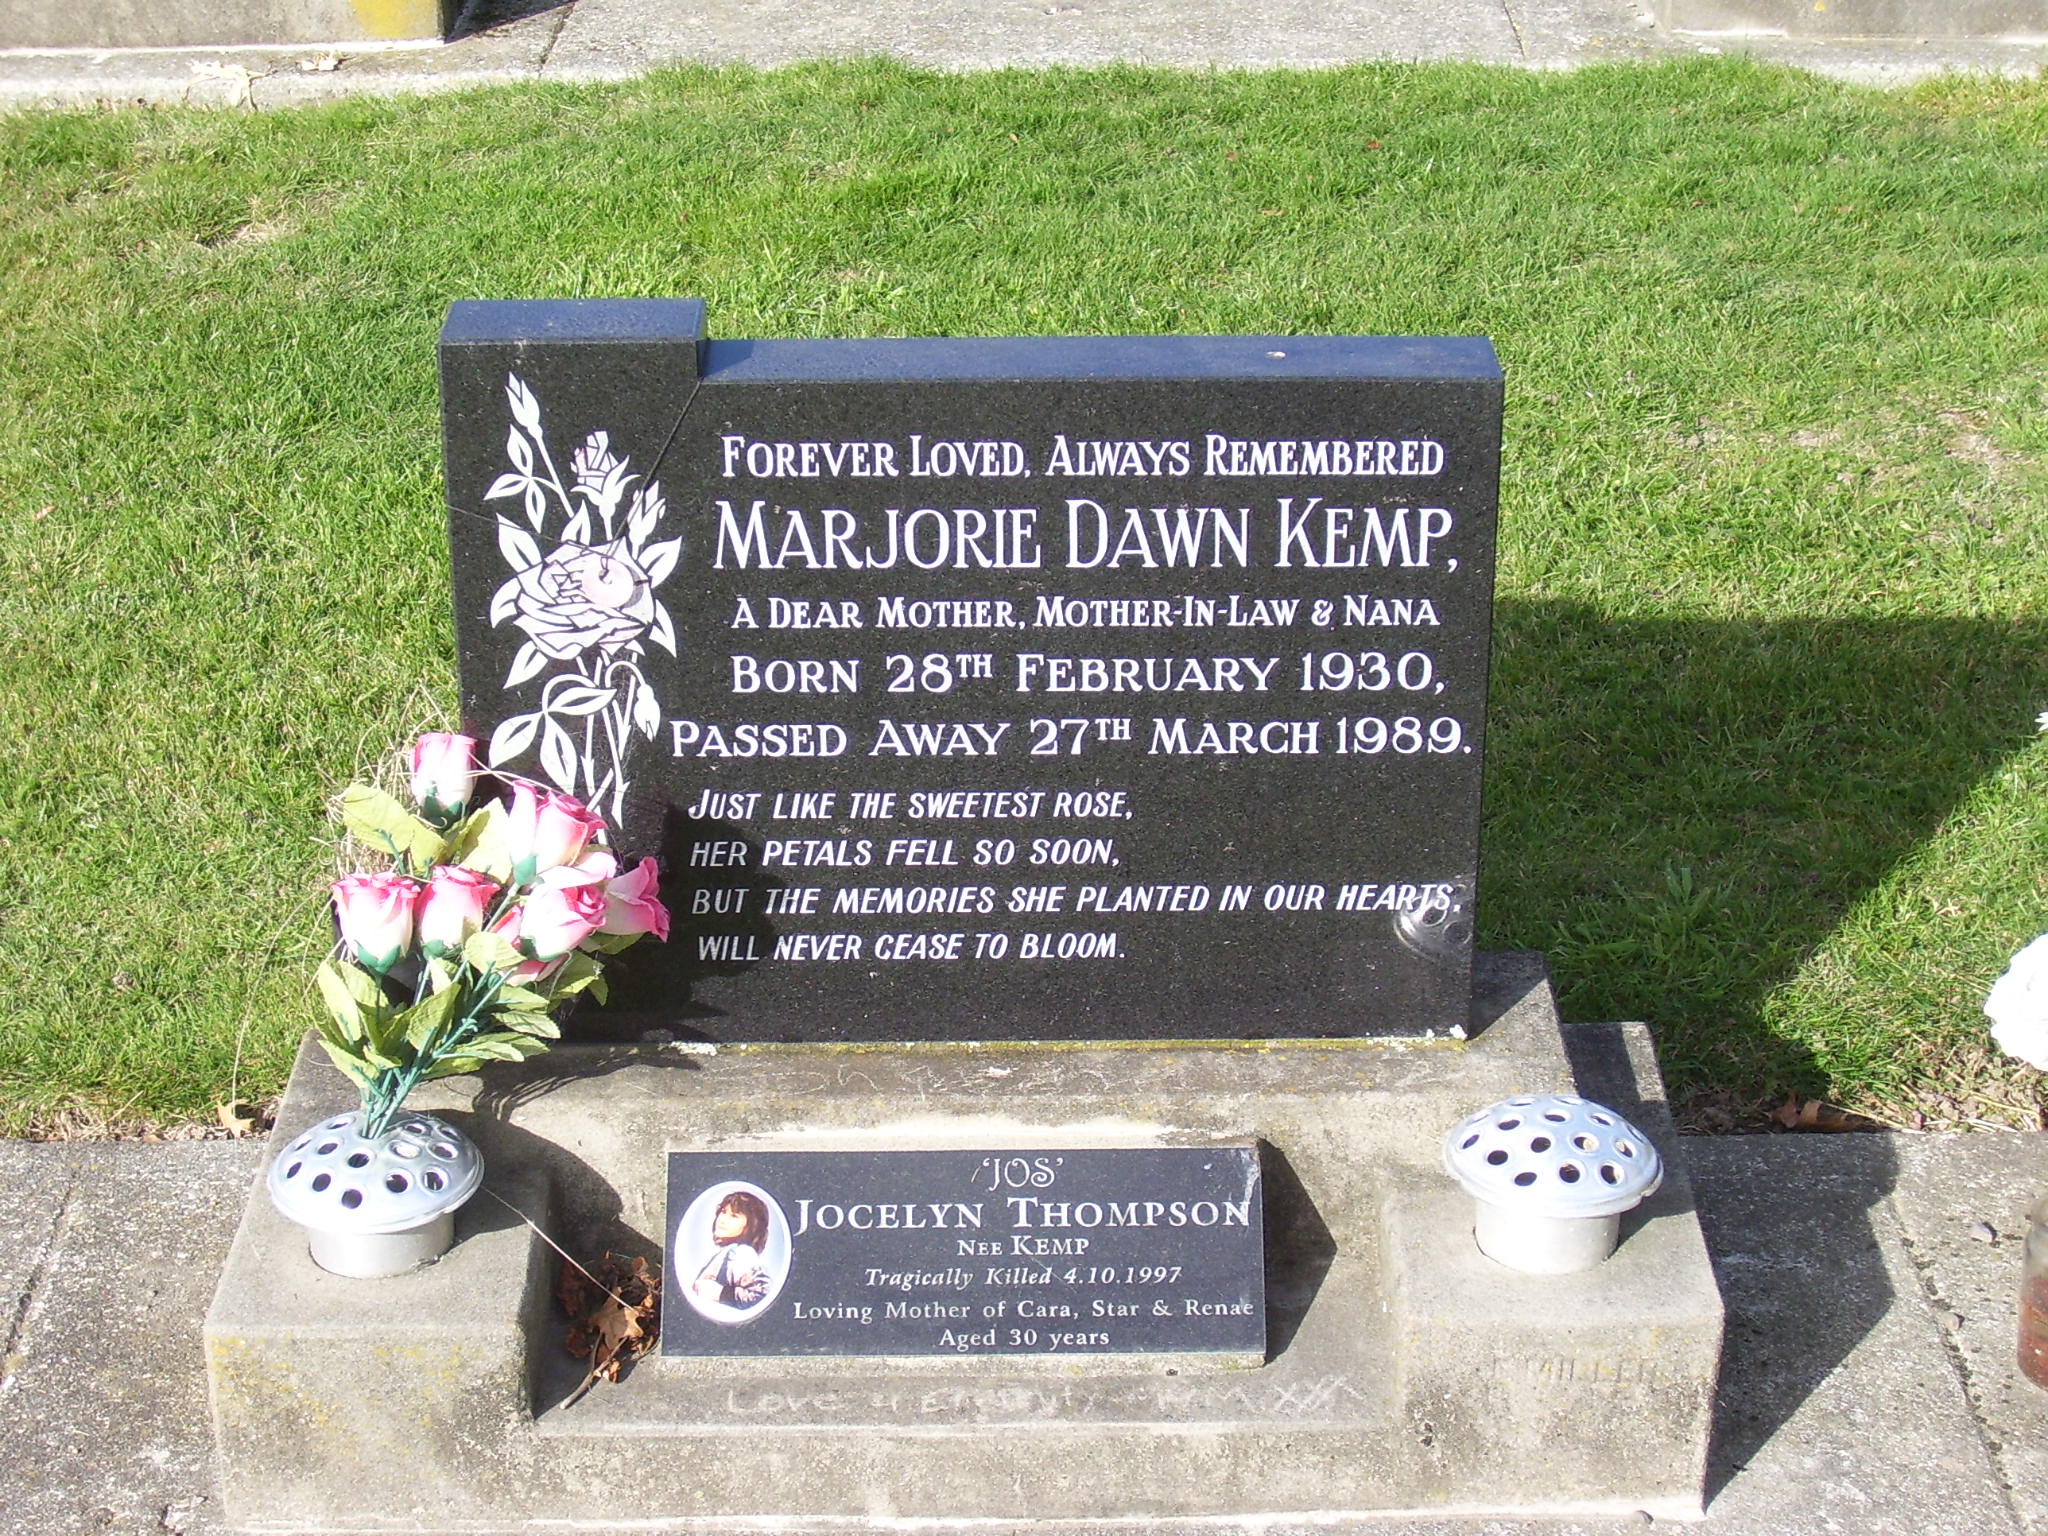 FOREVER LOVED, ALWAYS REMEMBERED
MARJORIE DAWN KEMP,
A DEAR MOTHER, MOTHER-IN-LAW & NANA
BORN 28TH FEBRUARY 1930,
PASSED AWAY 27TH MARCH 1989.
JUST LIKE THE SWEETEST ROSE,
HER PETALS FELL SO SOON,
BUT THE MEMORIES SHE PLANTED IN OUR HEARTS,
WILL NEVER CEASE TO BLOOM.
'JOS'
JOCELYN THOMPSON
NEE KEMP
Tragically Killed 4.10.1997
Loving Mother of Cara, Star & Renae
Aged 30 years
Love